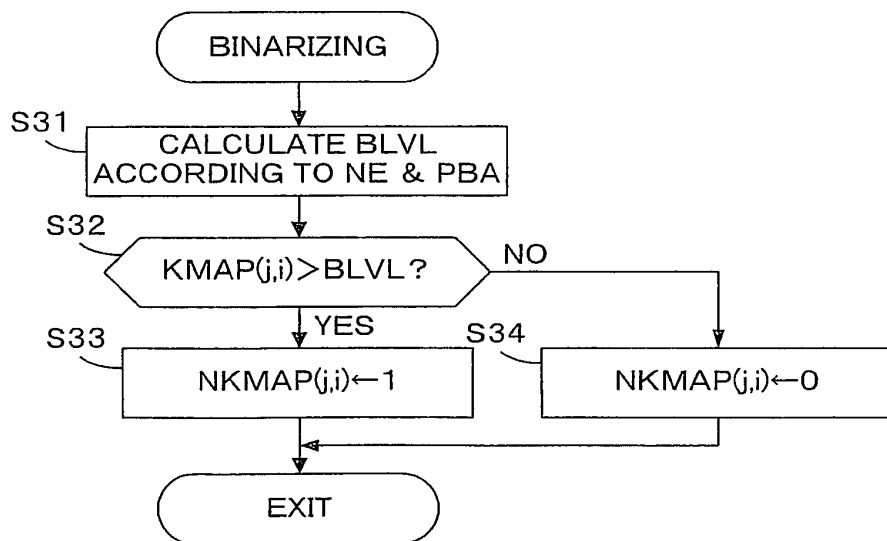 BINARIZING
S31
CALCULATE BLVL
ACCORDING TO NE & PBA
S32
KMAP(j,i)>BLVL?
NO
YES
S33
NKMAP(j,i)←1
S34
NKMAP(j,i)←0
EXIT